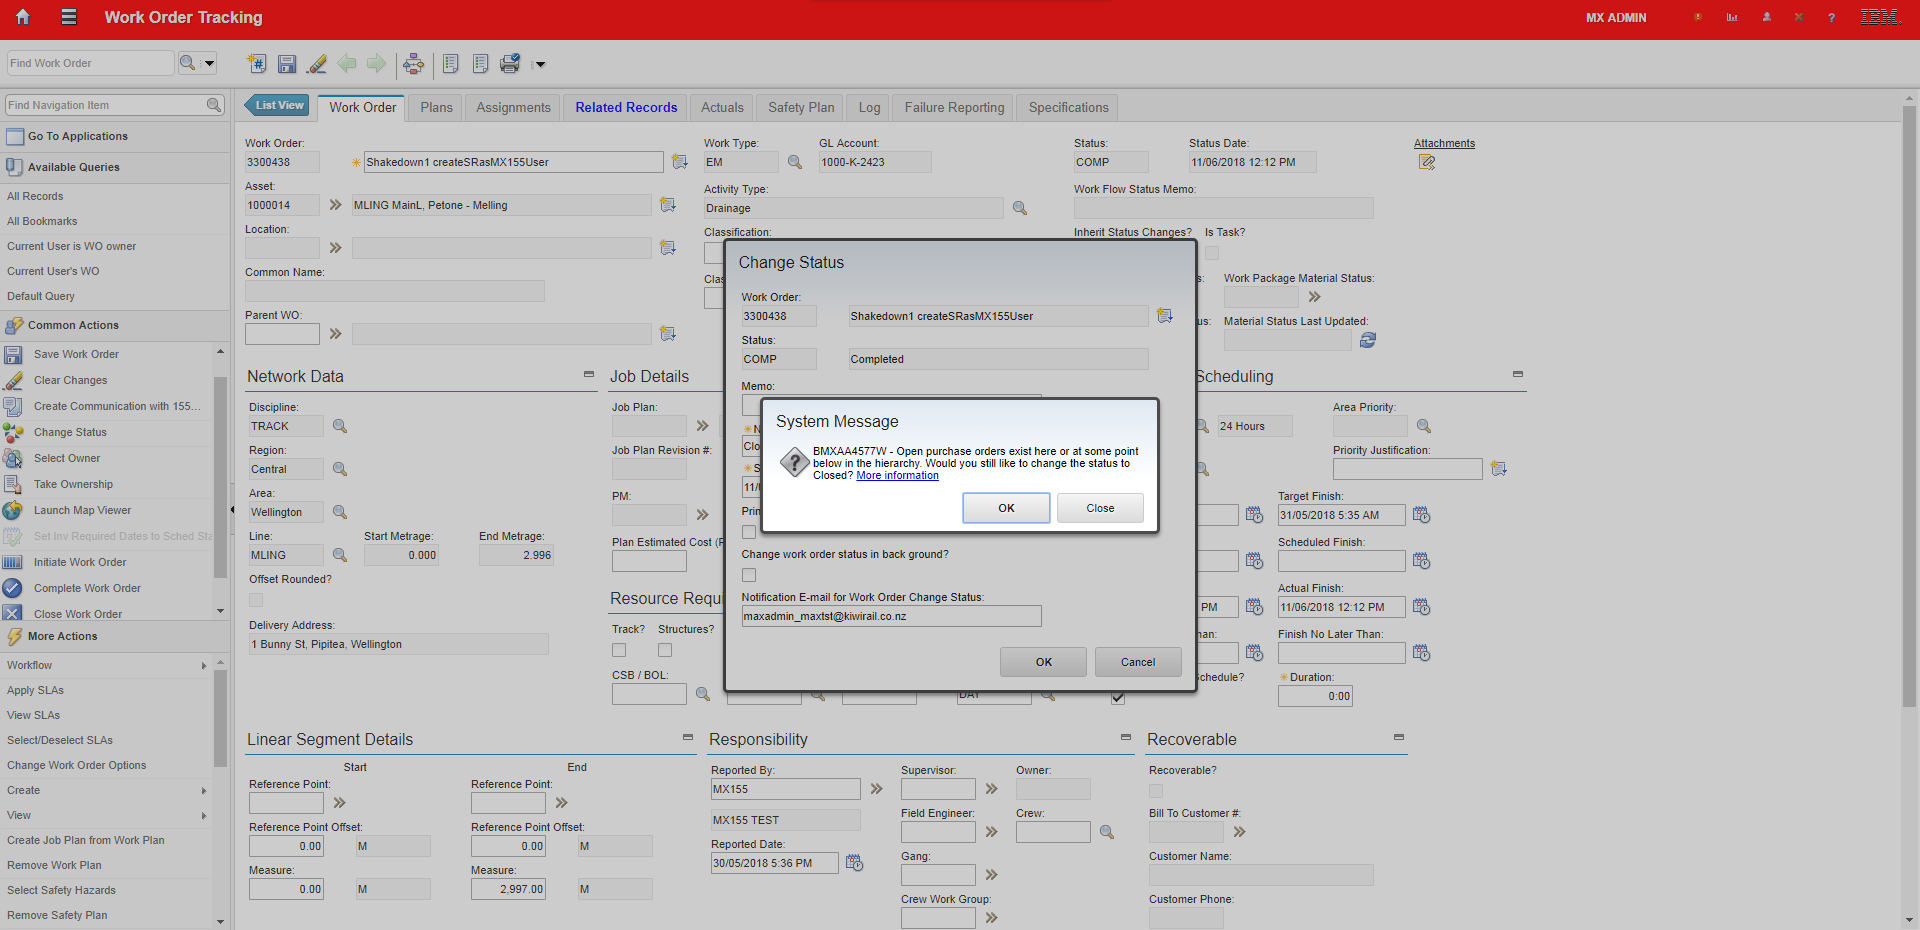 Work Order Tracking
MX ADMIN
?
IBM.
Find Work Order
Find Navigation Item
Go To Applications
Available Queries
All Records
All Bookmarks
Current User is WO owner
Current User's WO
Default Query
Common Actions
Save Work Order
Clear Changes
Create Communication with 155...
Change Status
Select Owner
Take Ownership
Launch Map Viewer
Set Inv Required Dates to Sched Sta
Initiate Work Order
Complete Work Order
Close Work Order
More Actions
Workflow
Apply SLAs
View SLAs
Select/Deselect SLAs
Change Work Order Options
Create
View
Create Job Plan from Work Plan
Remove Work Plan
Select Safety Hazards
Remove Safety Plan
List View
Work Order
Plans
Assignments
Related Records
Actuals
Safety Plan
Log
Failure Reporting
Specifications
Work Order:
3300438
Shakedown1 createSRasMX155User
Asset:
1000014
MLING MainL, Petone - Melling
Location:
Common Name:
Parent WO:
Work Type:
EM
GL Account:
1000-K-2423
Activity Type:
Drainage
Classification:
Clas
Status:
COMP
Status Date:
11/06/2018 12:12 PM
Work Flow Status Memo:
Inherit Status Changes?
Is Task?
s:
Work Package Material Status:
us:
Material Status Last Updated:
Attachments
Network Data
Discipline:
TRACK
Region:
Central
Area:
Wellington
Line:
MLING
Start Metrage:
0.000
End Metrage:
2.996
Offset Rounded?
Delivery Address:
1 Bunny St, Pipitea, Wellington
Job Details
Job Plan:
Job Plan Revision #:
PM:
Plan Estimated Cost (F
Resource Requi
Track?
Structures?
CSB / BOL:
DAY
Change Status
Work Order:
3300438
Shakedown1 createSRasMX155User
Status:
COMP
Completed
Memo:
N
Clo
S
11/
Prin
Change work order status in back ground?
Notification E-mail for Work Order Change Status:
maxadmin_maxtst@kiwirail.co.nz
OK
Cancel
System Message
BMXAA4577W - Open purchase orders exist here or at some point
below in the hierarchy. Would you still like to change the status to
Closed? More information
OK
Close
Scheduling
24 Hours
Area Priority:
Priority Justification:
Target Finish:
31/05/2018 5:35 AM
Scheduled Finish:
Actual Finish:
PM
11/06/2018 12:12 PM
han:
Finish No Later Than:
chedule?
Duration:
0:00
Linear Segment Details
Start
End
Reference Point:
Reference Point:
Reference Point Offset:
0.00
M
Reference Point Offset:
0.00
M
Measure:
0.00
M
Measure:
2,997.00
M
Responsibility
Reported By:
MX155
MX155 TEST
Reported Date:
30/05/2018 5:36 PM
Supervisor:
Owner:
Field Engineer:
Crew:
Gang:
Crew Work Group:
Recoverable
Recoverable?
Bill To Customer #:
Customer Name:
Customer Phone: